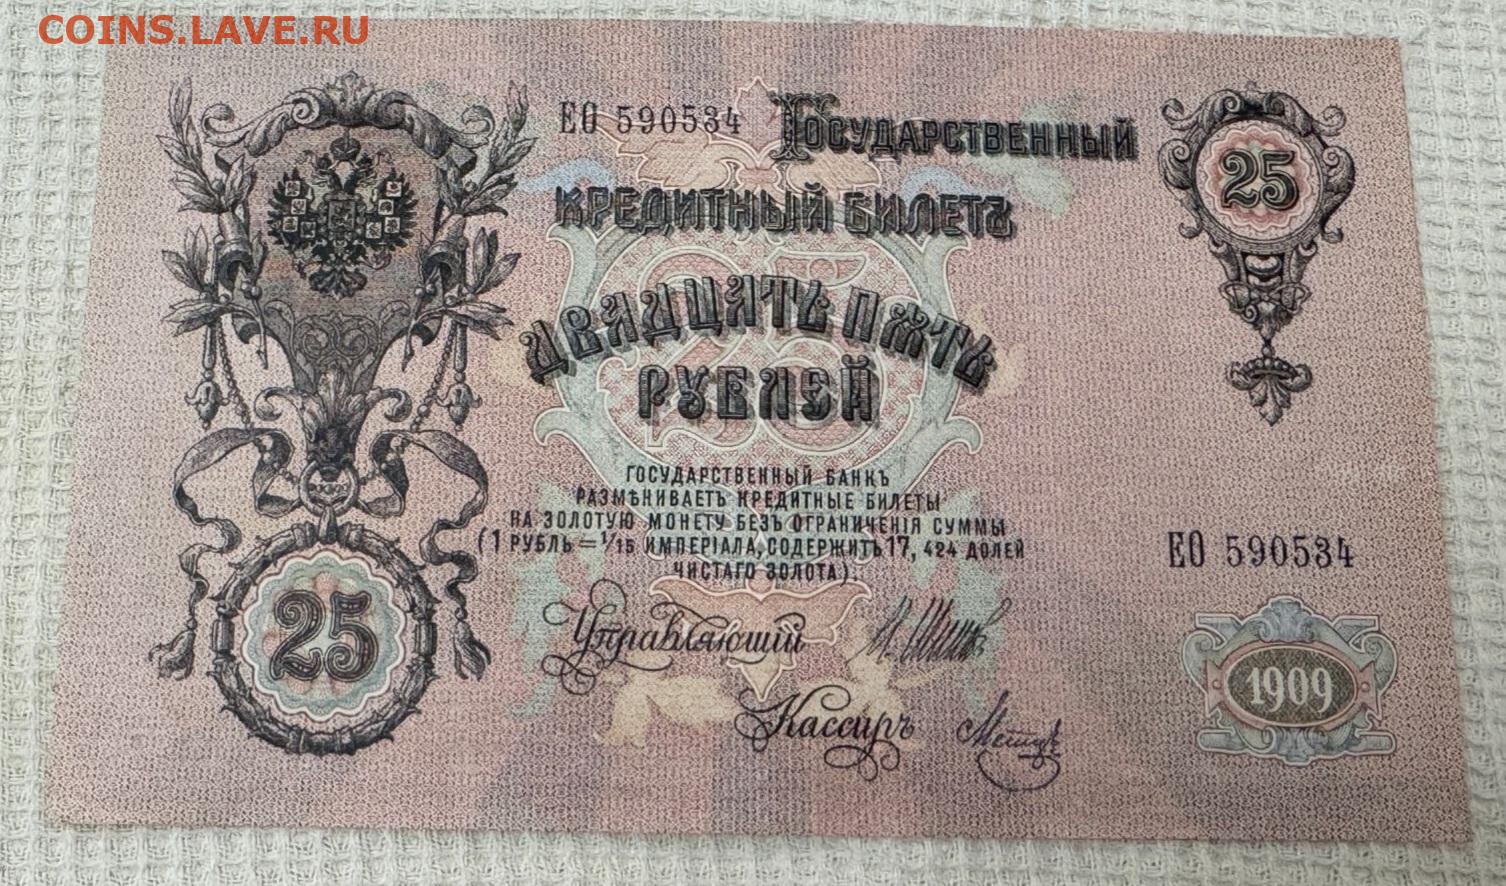 COINS.LAVE.RU
ЕО 590534 ГОСУДАРСТВЕННЫЙ
КРЕДИТНЫЙ БИЛЕТЪ
ДВАДЦАТЬ ПЯТЬ
РУБЛЕЙ
ГОСУДАРСТВЕННЫЙ БАНКЪ
РАЗМѢНИВАЕТЪ КРЕДИТНЫЕ БИЛЕТЫ
НА ЗОЛОТУЮ МОНЕТУ БЕЗЪ ОГРАНИЧЕНІЯ СУММЫ
(1 РУБЛЬ = 1/15 ИМПЕРІАЛА, СОДЕРЖИТЪ 17, 424 ДОЛЕЙ
ЧИСТАГО ЗОЛОТА).
Управляющій
Кассиръ
25
25
25
ЕО 590534
1909